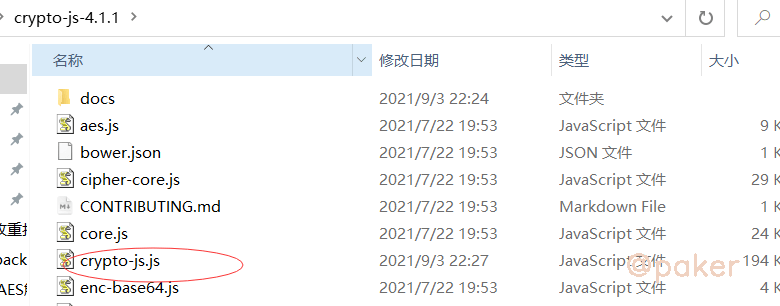 crypto-js-4.1.1
名称 修改日期 类型 大小
docs 2021/9/3 22:24 文件夹
aes.js 2021/7/22 19:53 JavaScript 文件 9 K
bower.json 2021/7/22 19:53 JSON 文件 1 K
cipher-core.js 2021/7/22 19:53 JavaScript 文件 29 K
CONTRIBUTING.md 2021/7/22 19:53 Markdown File 1 K
core.js 2021/7/22 19:53 JavaScript 文件 24 K
crypto-js.js 2021/9/3 22:27 JavaScript 文件 194 K
enc-base64.js 2021/7/22 19:53 JavaScript 文件 4 K
改重指
pack
@paker